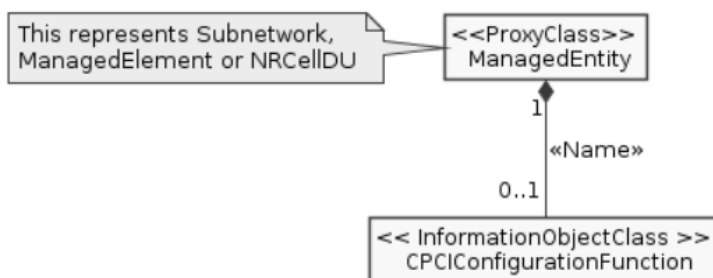 This represents Subnetwork,
ManagedElement or NRCellDU
<<ProxyClass>>
ManagedEntity
1
«Name»
0..1
<< InformationObjectClass >>
CPCIConfigurationFunction